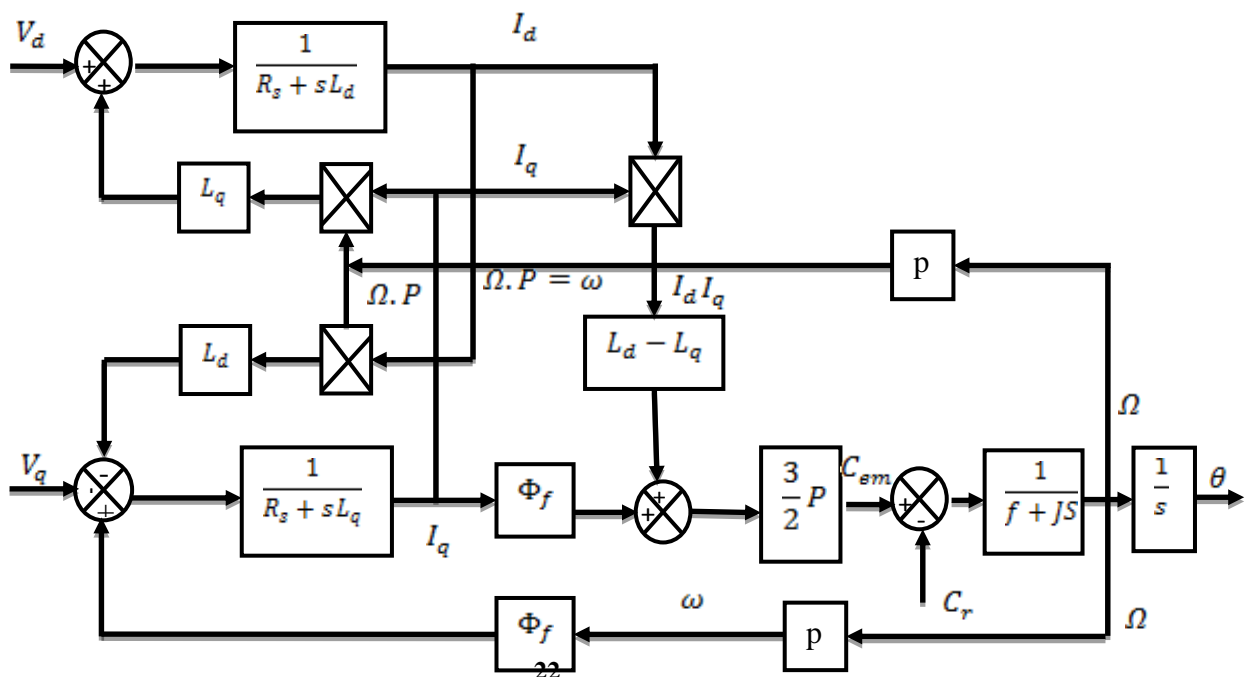 V_d
+
+
1 / (R_s + sL_d)
I_d
L_q
I_q
p
Ω.P
Ω.P = ω
I_d I_q
L_d
L_d − L_q
Ω
V_q
-
+
1 / (R_s + sL_q)
I_q
Φ_f
+
+
3/2 P
C_em
+
-
1 / (f + JS)
1/s
θ
C_r
Φ_f
ω
p
Ω
22